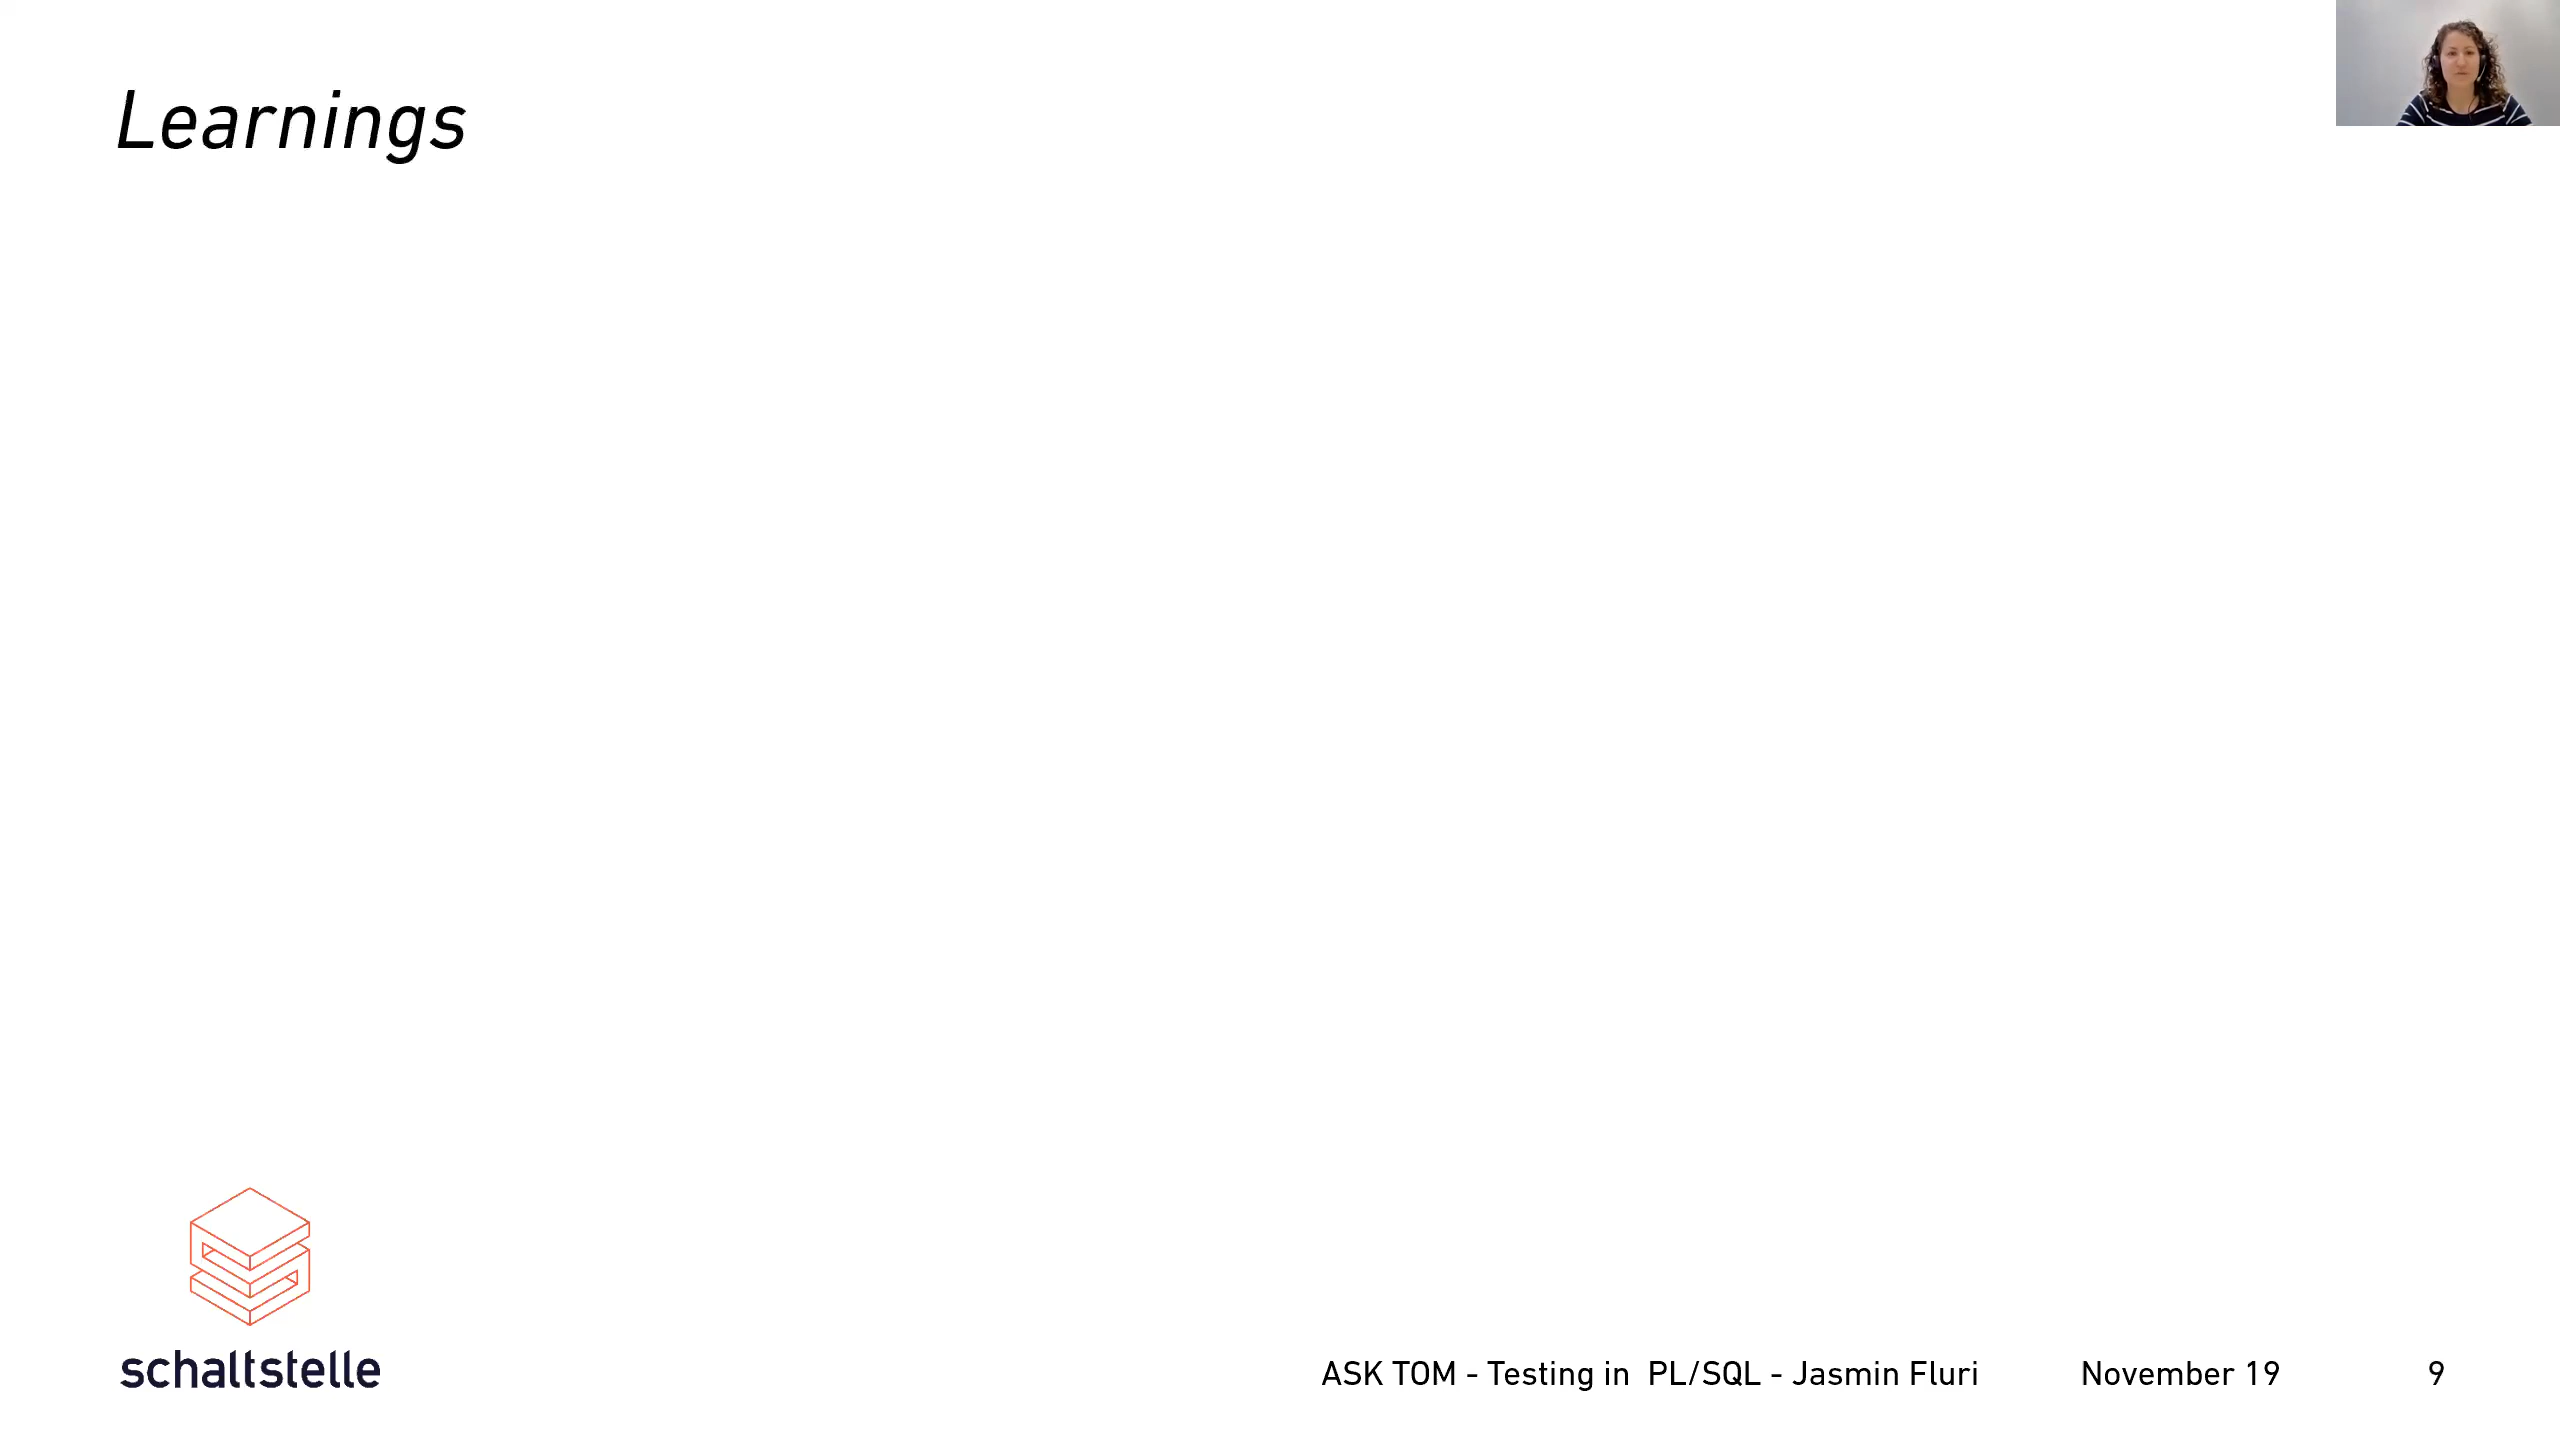 Learnings
schaltstelle
ASK TOM - Testing in  PL/SQL - Jasmin Fluri
November 19
9